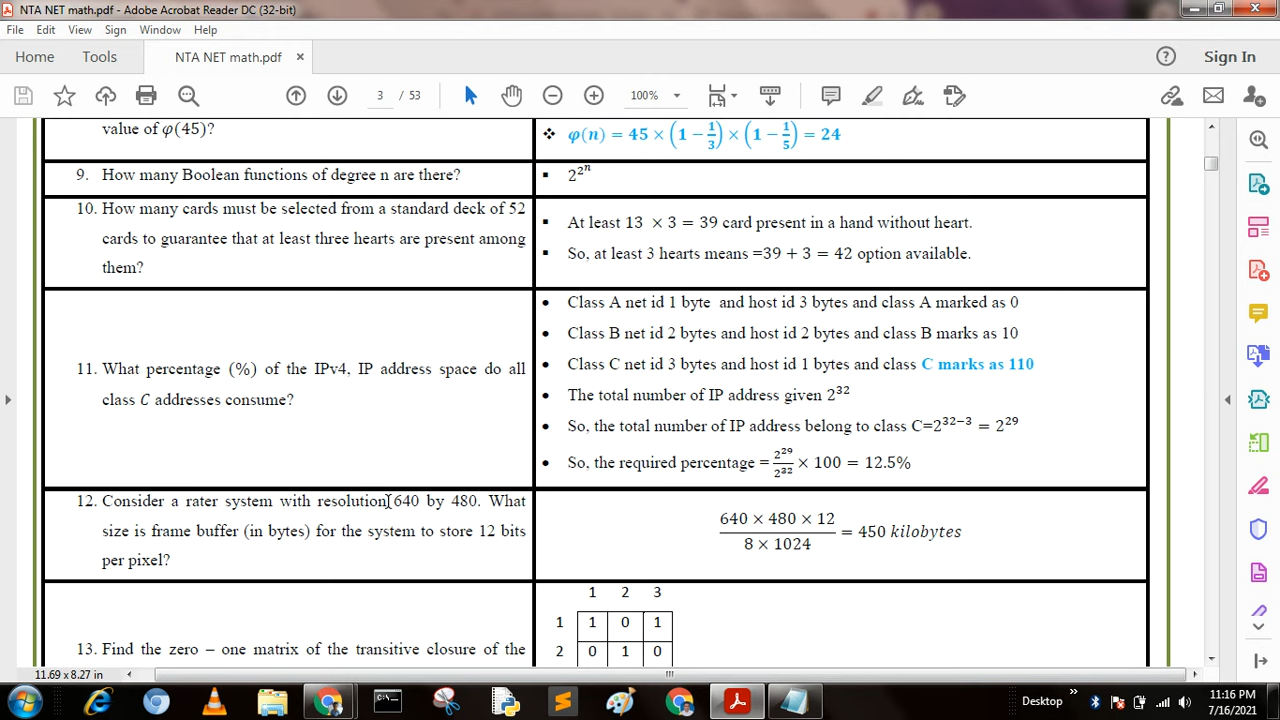 NTA NET math.pdf - Adobe Acrobat Reader DC (32-bit)
File Edit View Sign Window Help
Home Tools NTA NET math.pdf × Sign In
3 / 53 100%
value of φ(45)?
❖ φ(n) = 45 × (1 − 1/3) × (1 − 1/5) = 24
9. How many Boolean functions of degree n are there?
▪ 2^2^n
10. How many cards must be selected from a standard deck of 52
cards to guarantee that at least three hearts are present among
them?
▪ At least 13 × 3 = 39 card present in a hand without heart.
▪ So, at least 3 hearts means =39 + 3 = 42 option available.
11. What percentage (%) of the IPv4, IP address space do all
class C addresses consume?
• Class A net id 1 byte and host id 3 bytes and class A marked as 0
• Class B net id 2 bytes and host id 2 bytes and class B marks as 10
• Class C net id 3 bytes and host id 1 bytes and class C marks as 110
• The total number of IP address given 2^32
• So, the total number of IP address belong to class C=2^32−3 = 2^29
• So, the required percentage = 2^29/2^32 × 100 = 12.5%
12. Consider a rater system with resolution 640 by 480. What
size is frame buffer (in bytes) for the system to store 12 bits
per pixel?
640 × 480 × 12
8 × 1024
= 450 kilobytes
13. Find the zero – one matrix of the transitive closure of the
1 2 3
1 1 0 1
2 0 1 0
11.69 x 8.27 in
Desktop » 11:16 PM
7/16/2021